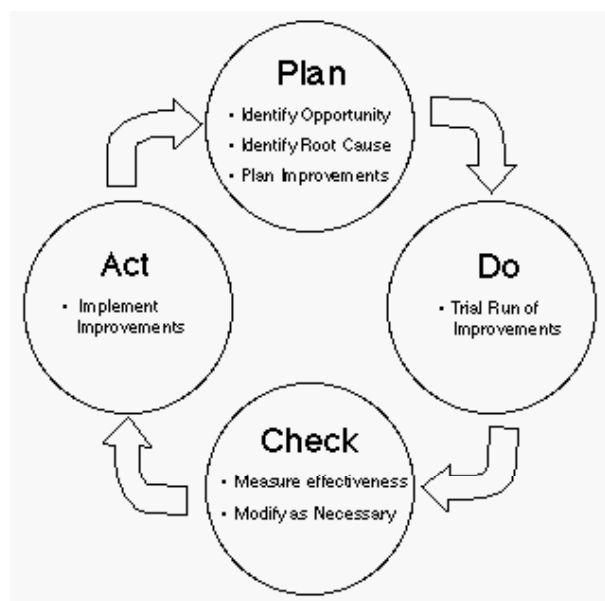 Plan
• Identify Opportunity
• Identify Root Cause
• Plan Improvements
Act
• Implement
Improvements
Do
• Trial Run of
Improvements
Check
• Measure effectiveness
• Modify as Necessary